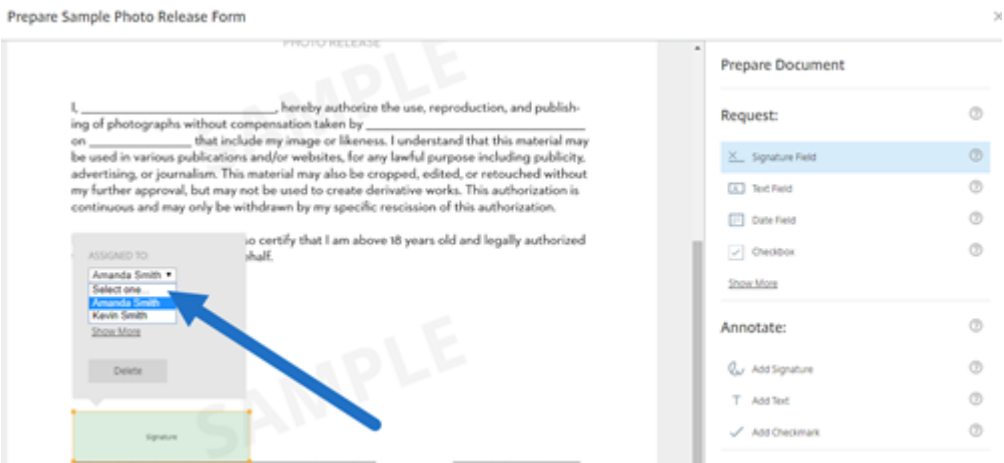 Prepare Sample Photo Release Form
PHOTO RELEASE
I, ____________________, hereby authorize the use, reproduction, and publish-
ing of photographs without compensation taken by ____________________
on ____________________ that include my image or likeness. I understand that this material may
be used in various publications and/or websites, for any lawful purpose including publicity,
advertising, or journalism. This material may also be cropped, edited, or retouched without
my further approval, but may not be used to create derivative works. This authorization is
continuous and may only be withdrawn by my specific rescission of this authorization.
so certify that I am above 18 years old and legally authorized
ehalf.
ASSIGNED TO:
Amanda Smith
Select one...
Amanda Smith
Kevin Smith
Show More
Delete
Signature
SAMPLE
SAMPLE
Prepare Document
Request:
Signature Field
Text Field
Date Field
Checkbox
Show More
Annotate:
Add Signature
Add Text
Add Checkmark